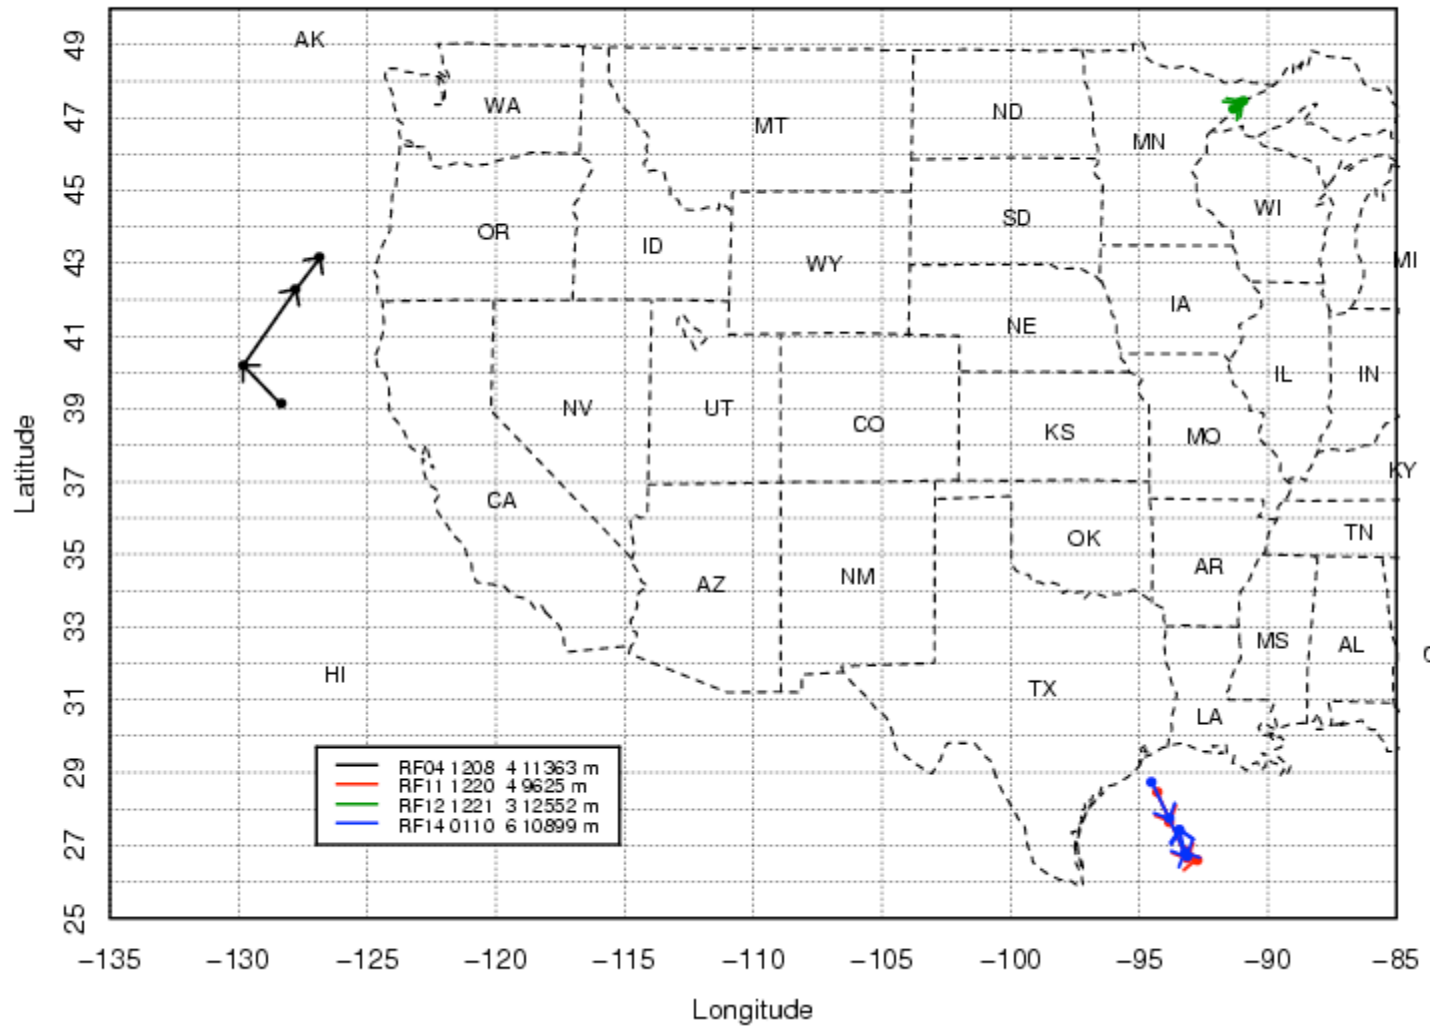 AK
WA
MT
ND
MN
OR
ID
WY
SD
WI
MI
IA
NE
NV
UT
CO
KS
MO
IL
IN
KY
CA
AZ
NM
OK
AR
TN
HI
TX
LA
MS
AL
Latitude
49
47
45
43
41
39
37
35
33
31
29
27
25
RF04 1208 4 11363 m
RF11 1220 4 9625 m
RF12 1221 3 12552 m
RF14 0110 6 10899 m
−135 −130 −125 −120 −115 −110 −105 −100 −95 −90 −85
Longitude